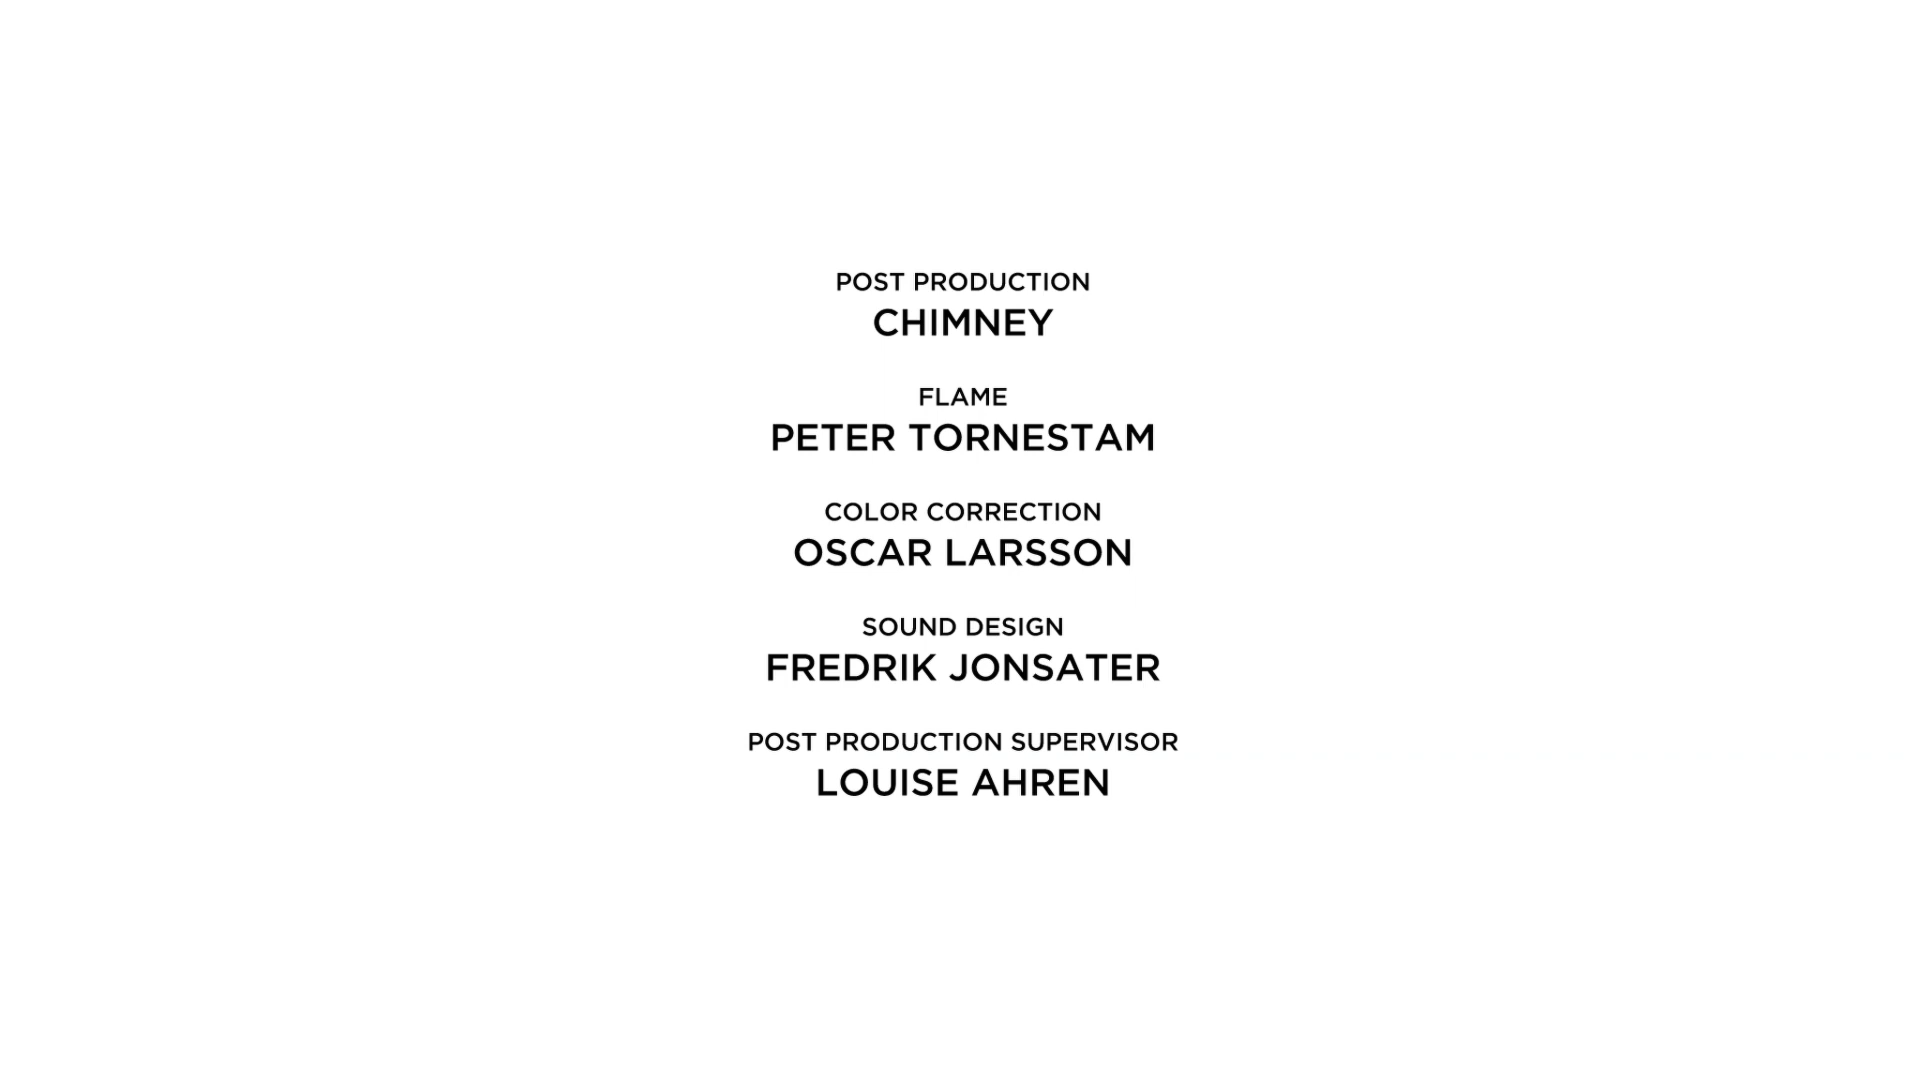 POST PRODUCTION
CHIMNEY
FLAME
PETER TORNESTAM
COLOR CORRECTION
OSCAR LARSSON
SOUND DESIGN
FREDRIK JONSATER
POST PRODUCTION SUPERVISOR
LOUISE AHREN